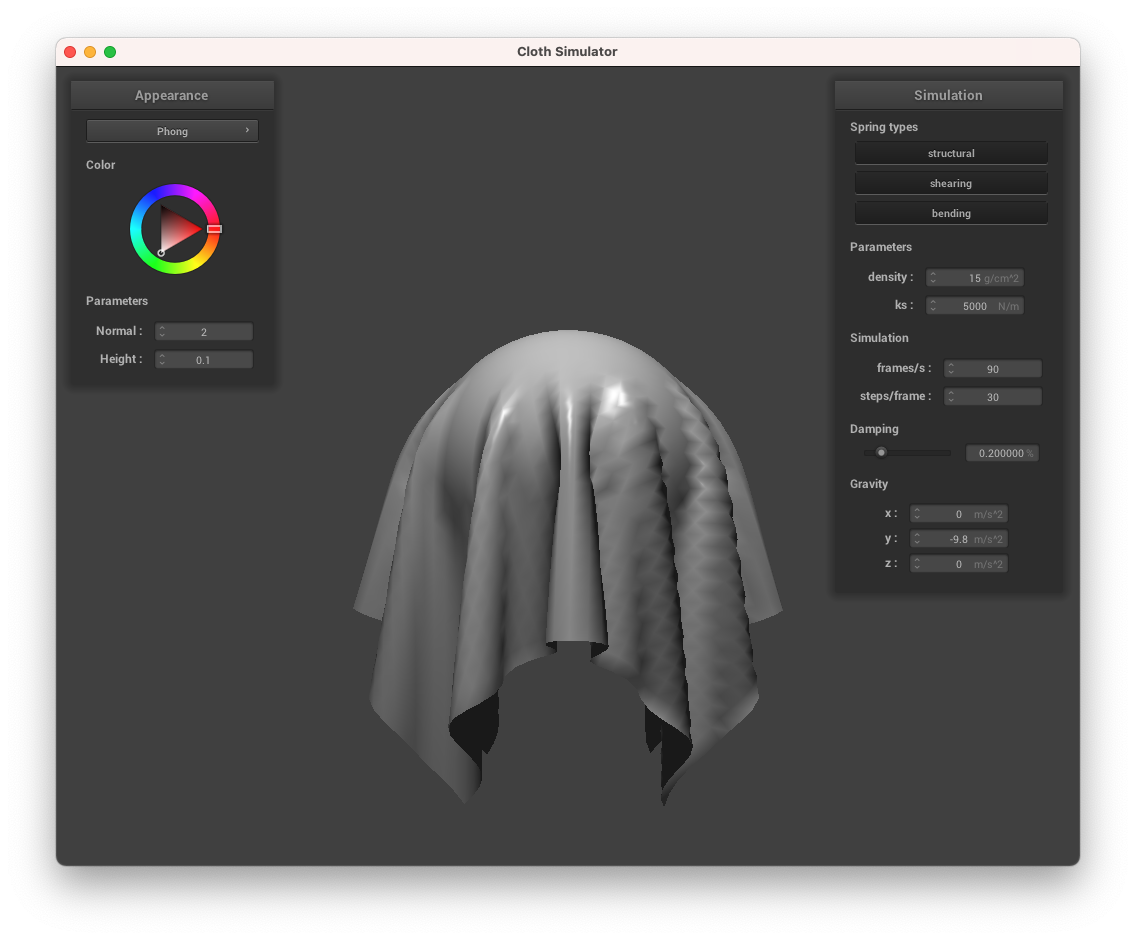 Cloth Simulator
Appearance
Phong ›
Color
Parameters
Normal : 2
Height : 0.1
Simulation
Spring types
structural
shearing
bending
Parameters
density : 15 g/cm^2
ks : 5000 N/m
Simulation
frames/s : 90
steps/frame : 30
Damping
0.200000 %
Gravity
x : 0 m/s^2
y : -9.8 m/s^2
z : 0 m/s^2